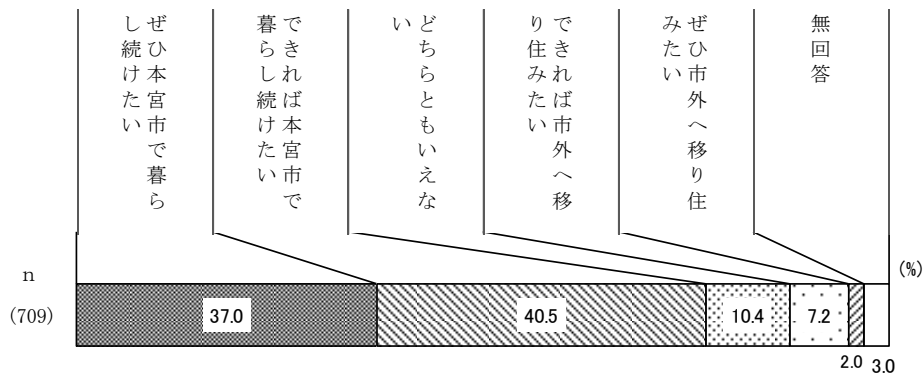 ぜひ本宮市で暮ら
し続けたい
できれば本宮市で
暮らし続けたい
どちらともいえな
い
できれば市外へ移
り住みたい
ぜひ市外へ移り住
みたい
無回答
n
(%)
(709)
37.0
40.5
10.4
7.2
2.0
3.0